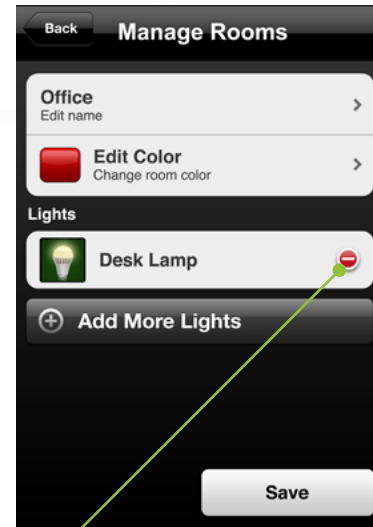 Back
Manage Rooms
Office
Edit name
Edit Color
Change room color
Lights
Desk Lamp
Add More Lights
Save